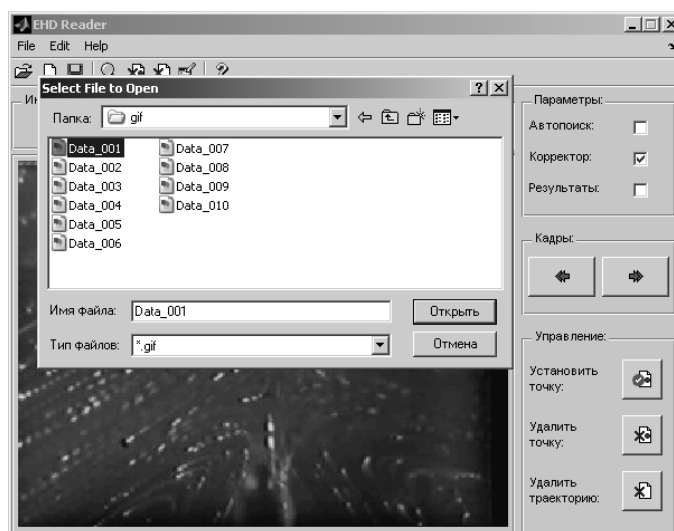 EHD Reader
File Edit Help
Select File to Open
Папка: gif
Data_001
Data_002
Data_003
Data_004
Data_005
Data_006
Data_007
Data_008
Data_009
Data_010
Имя файла: Data_001 Открыть
Тип файлов: *.gif Отмена
Параметры:
Автопоиск:
Корректор:
Результаты:
Кадры:
Управление:
Установить
точку:
Удалить
точку:
Удалить
траекторию: